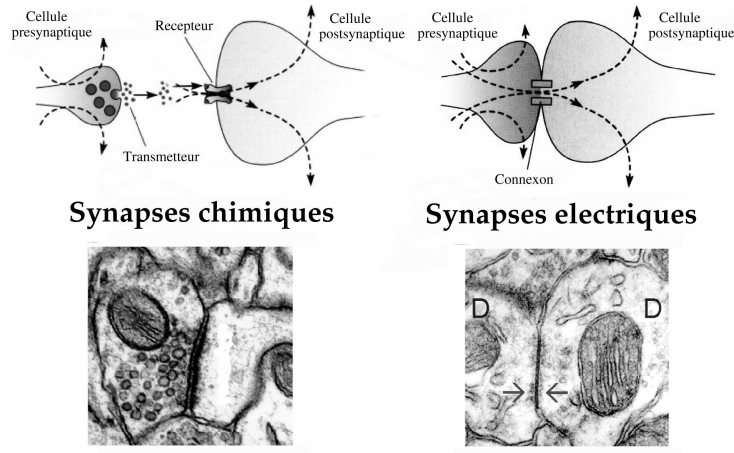 Cellule
presynaptique
Recepteur
Cellule
postsynaptique
Transmetteur
Synapses chimiques
Cellule
presynaptique
Cellule
postsynaptique
Connexon
Synapses electriques
D
D